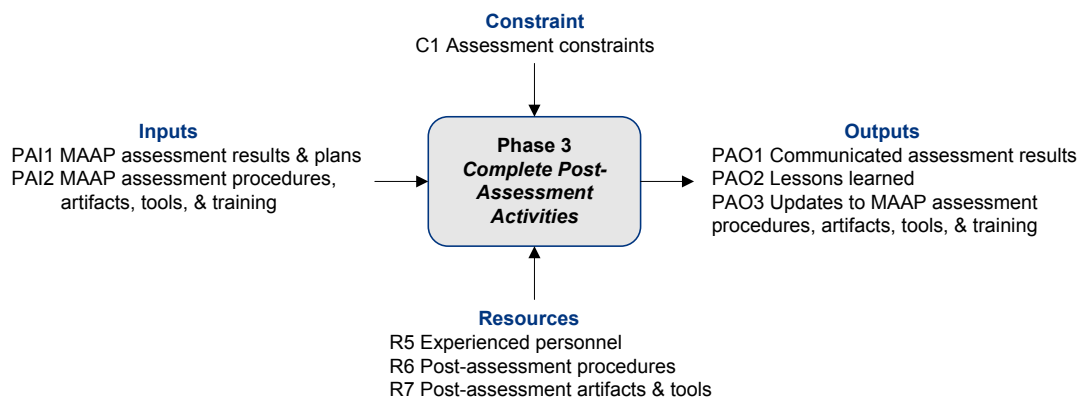 Constraint
C1 Assessment constraints
Inputs
PAI1 MAAP assessment results & plans
PAI2 MAAP assessment procedures,
artifacts, tools, & training
Phase 3
Complete Post-
Assessment
Activities
Outputs
PAO1 Communicated assessment results
PAO2 Lessons learned
PAO3 Updates to MAAP assessment
procedures, artifacts, tools, & training
Resources
R5 Experienced personnel
R6 Post-assessment procedures
R7 Post-assessment artifacts & tools